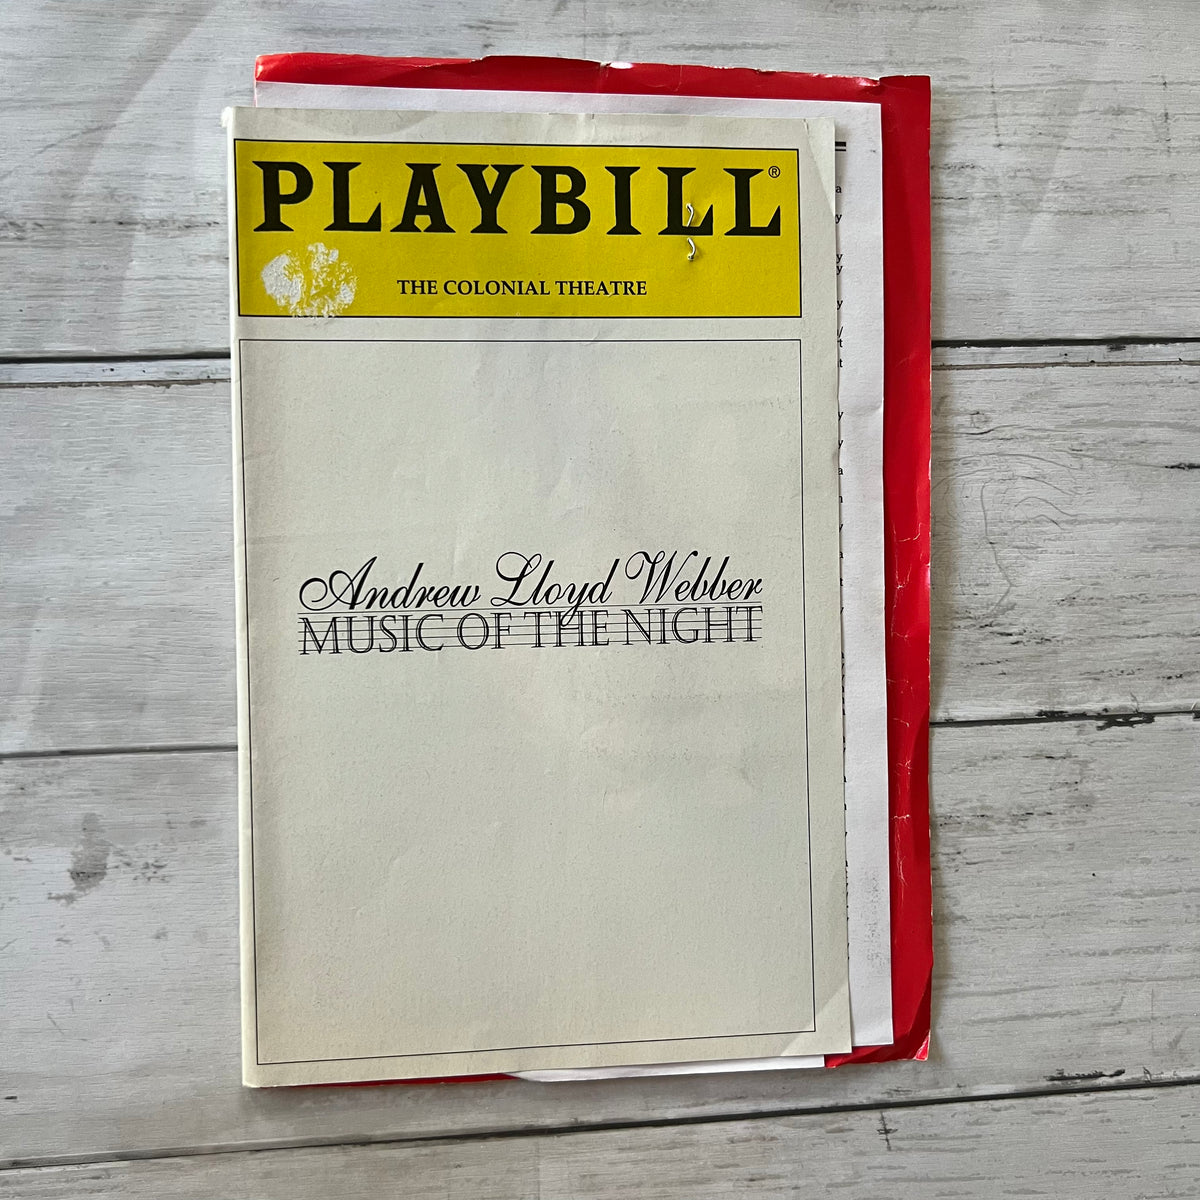 PLAYBILL®
THE COLONIAL THEATRE
Andrew Lloyd Webber
MUSIC OF THE NIGHT